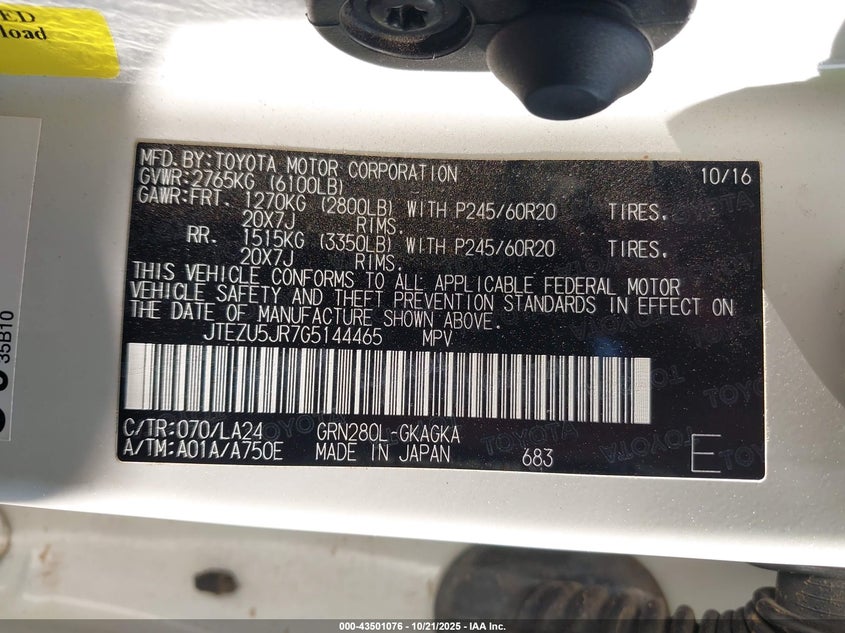 ED
load
35B10
MFD.BY:TOYOTA MOTOR CORPORATION 10/16
GVWR:2765KG (6100LB)
GAWR:FRT. 1270KG (2800LB) WITH P245/60R20 TIRES.
20X7J RIMS.
RR. 1515KG (3350LB) WITH P245/60R20 TIRES.
20X7J RIMS.
THIS VEHICLE CONFORMS TO ALL APPLICABLE FEDERAL MOTOR
VEHICLE SAFETY AND THEFT PREVENTION STANDARDS IN EFFECT ON
THE DATE OF MANUFACTURE SHOWN ABOVE.
JTEZU5JR7G5144465 MPV
C/TR:070/LA24 GRN280L-GKAGKA
A/TM:A01A/A750E MADE IN JAPAN 683 E
TOYOTA TOYOTA TOYOTA
000-43501076 - 10/21/2025 - IAA Inc.